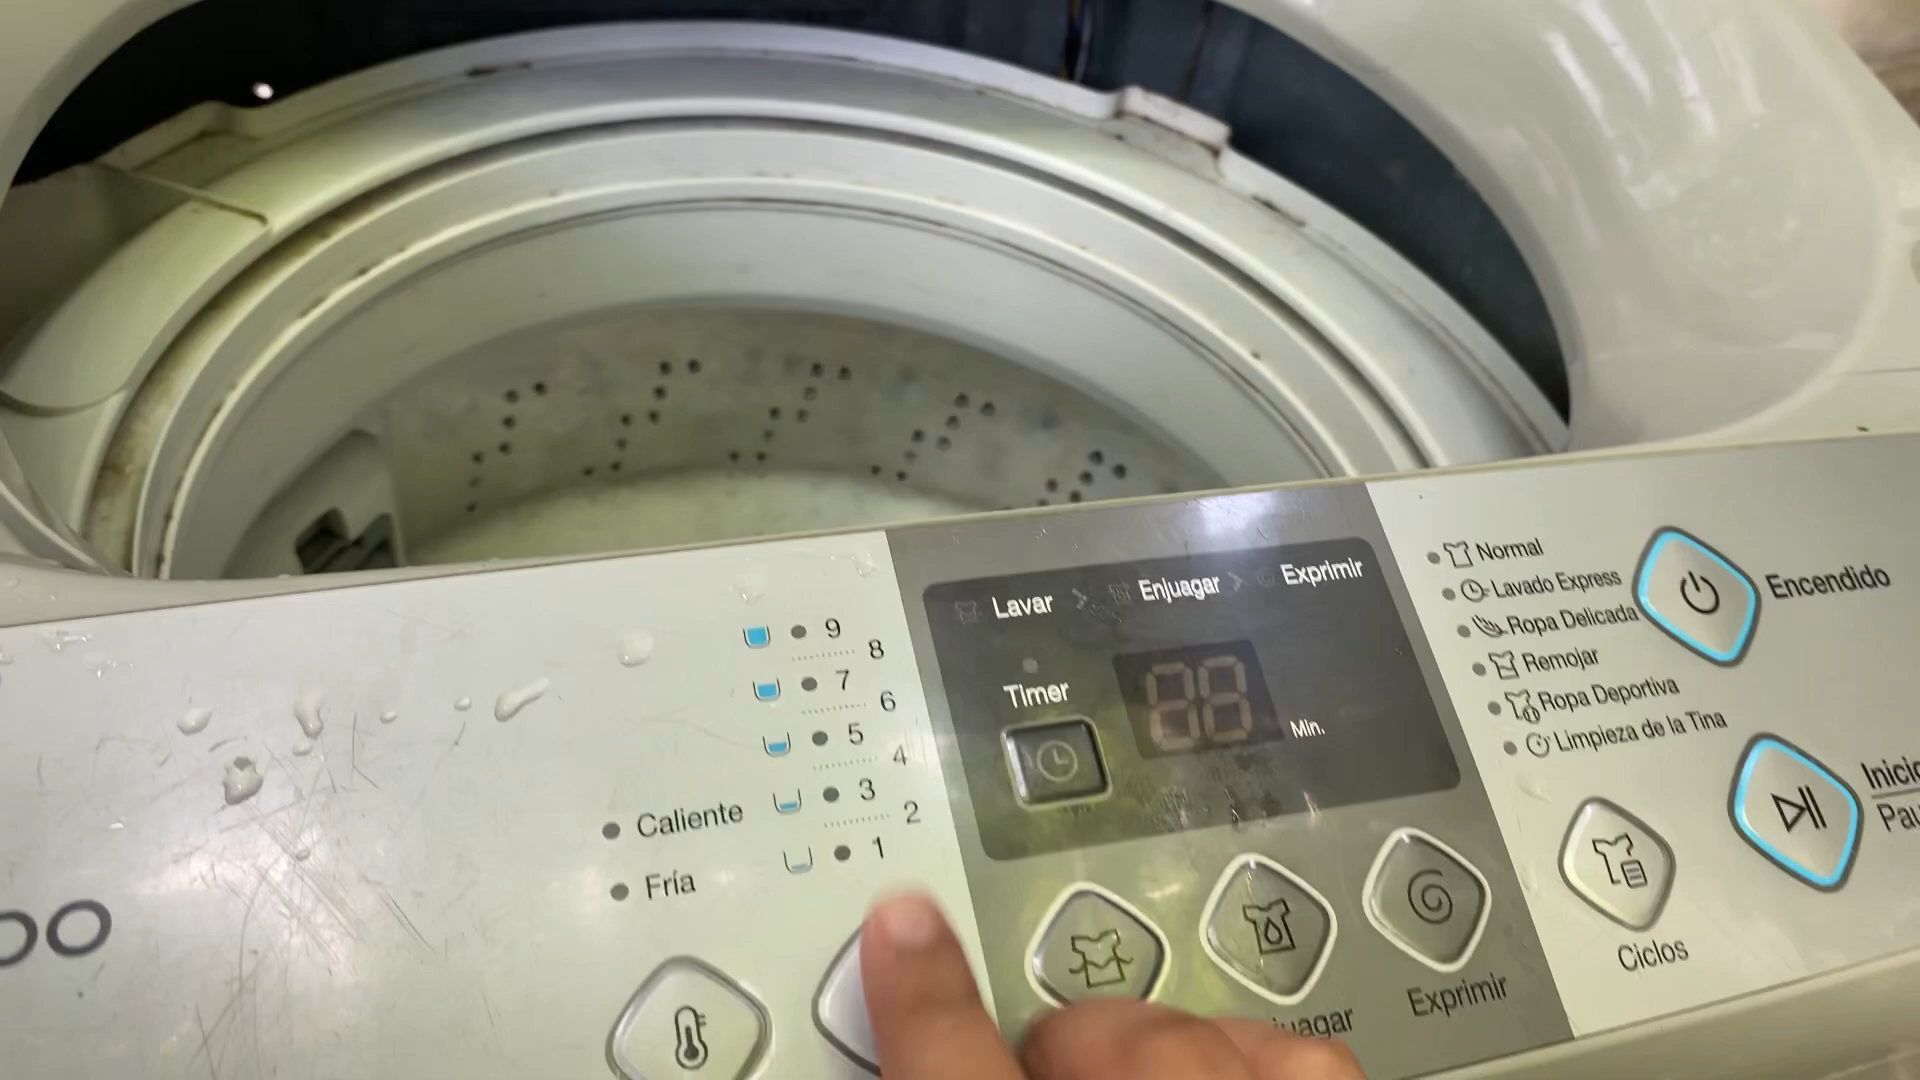 9
8
7
6
5
4
3
2
1
Caliente
Fría
Lavar
Enjuagar
Exprimir
Timer
88
Min.
Exprimir
Normal
Lavado Express
Ropa Delicada
Remojar
Ropa Deportiva
Limpieza de la Tina
Ciclos
Encendido